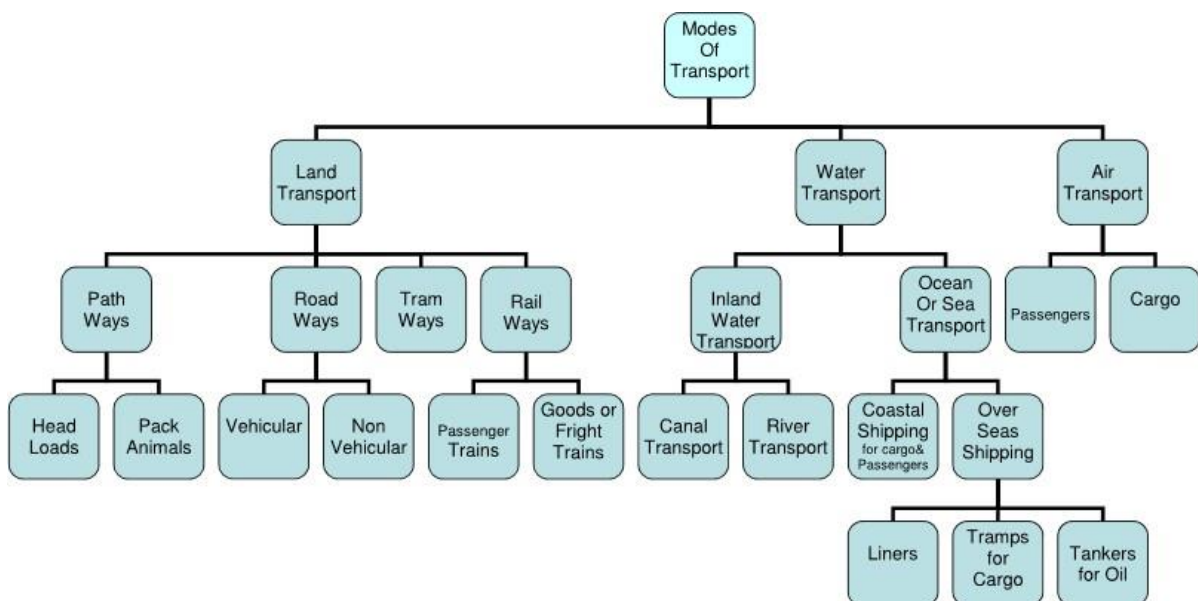 Modes
Of
Transport
Land
Transport
Water
Transport
Air
Transport
Path
Ways
Road
Ways
Tram
Ways
Rail
Ways
Inland
Water
Transport
Ocean
Or Sea
Transport
Passengers
Cargo
Head
Loads
Pack
Animals
Vehicular
Non
Vehicular
Passenger
Trains
Goods or
Fright
Trains
Canal
Transport
River
Transport
Coastal
Shipping
for cargo&
Passengers
Over
Seas
Shipping
Liners
Tramps
for
Cargo
Tankers
for Oil